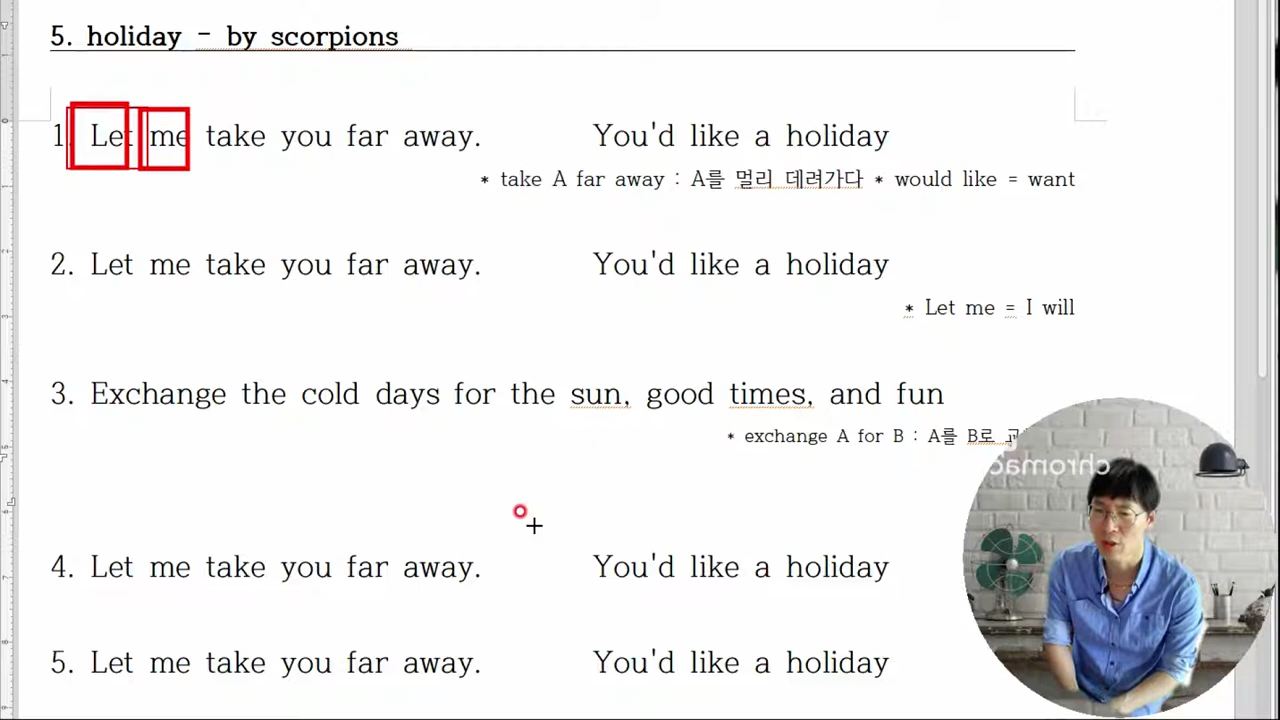 5. holiday - by scorpions
1. Let me take you far away. You'd like a holiday
* take A far away : A를 멀리 데려가다 * would like = want
2. Let me take you far away. You'd like a holiday
* Let me = I will
3. Exchange the cold days for the sun, good times, and fun
* exchange A for B : A를 B로
4. Let me take you far away. You'd like a holiday
5. Let me take you far away. You'd like a holiday